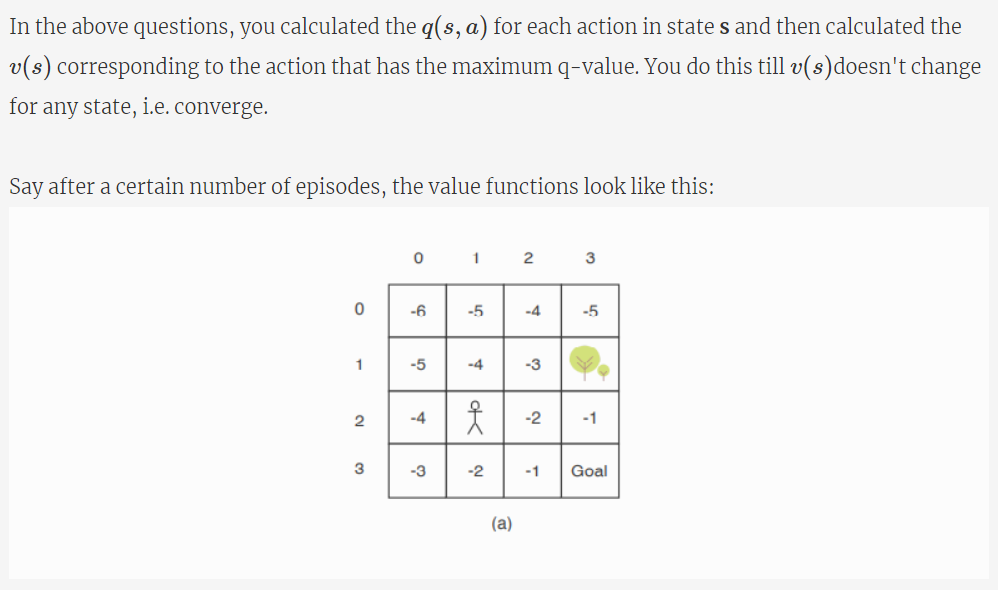 In the above questions, you calculated the q(s, a) for each action in state s and then calculated the
v(s) corresponding to the action that has the maximum q-value. You do this till v(s)doesn't change
for any state, i.e. converge.
Say after a certain number of episodes, the value functions look like this:
0 1 2 3
0 -6 -5 -4 -5
1 -5 -4 -3
2 -4 -2 -1
3 -3 -2 -1 Goal
(a)